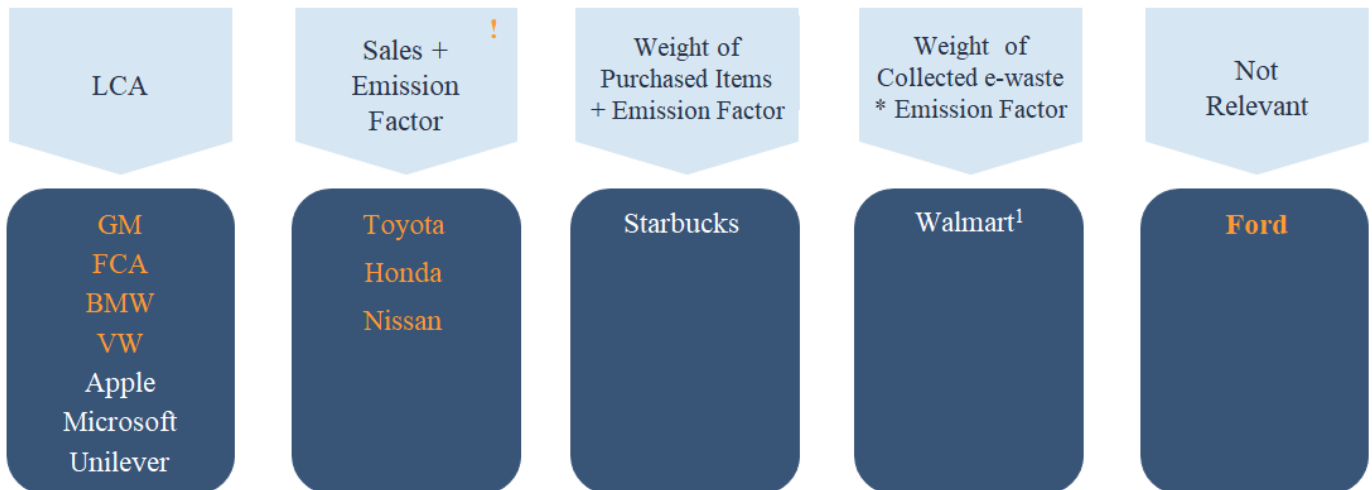 LCA
!
Sales +
Emission
Factor
Weight of
Purchased Items
+ Emission Factor
Weight of
Collected e-waste
* Emission Factor
Not
Relevant
GM
FCA
BMW
VW
Apple
Microsoft
Unilever
Toyota
Honda
Nissan
Starbucks
Walmart¹
Ford